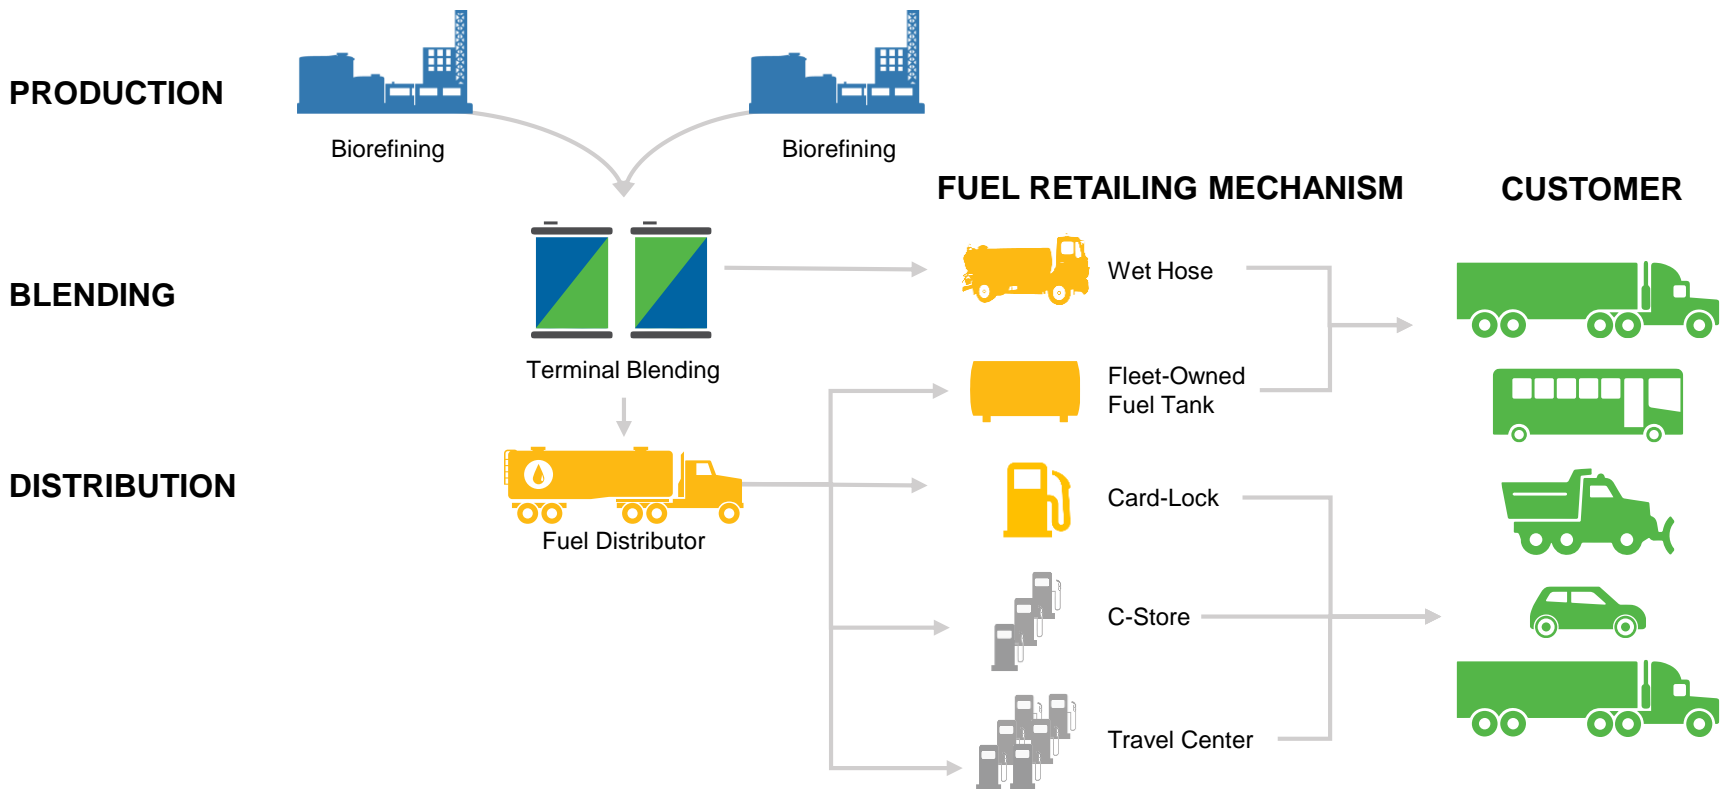 PRODUCTION
Biorefining
Biorefining
FUEL RETAILING MECHANISM
CUSTOMER
BLENDING
Wet Hose
Terminal Blending
Fleet-Owned
Fuel Tank
DISTRIBUTION
Card-Lock
Fuel Distributor
C-Store
Travel Center